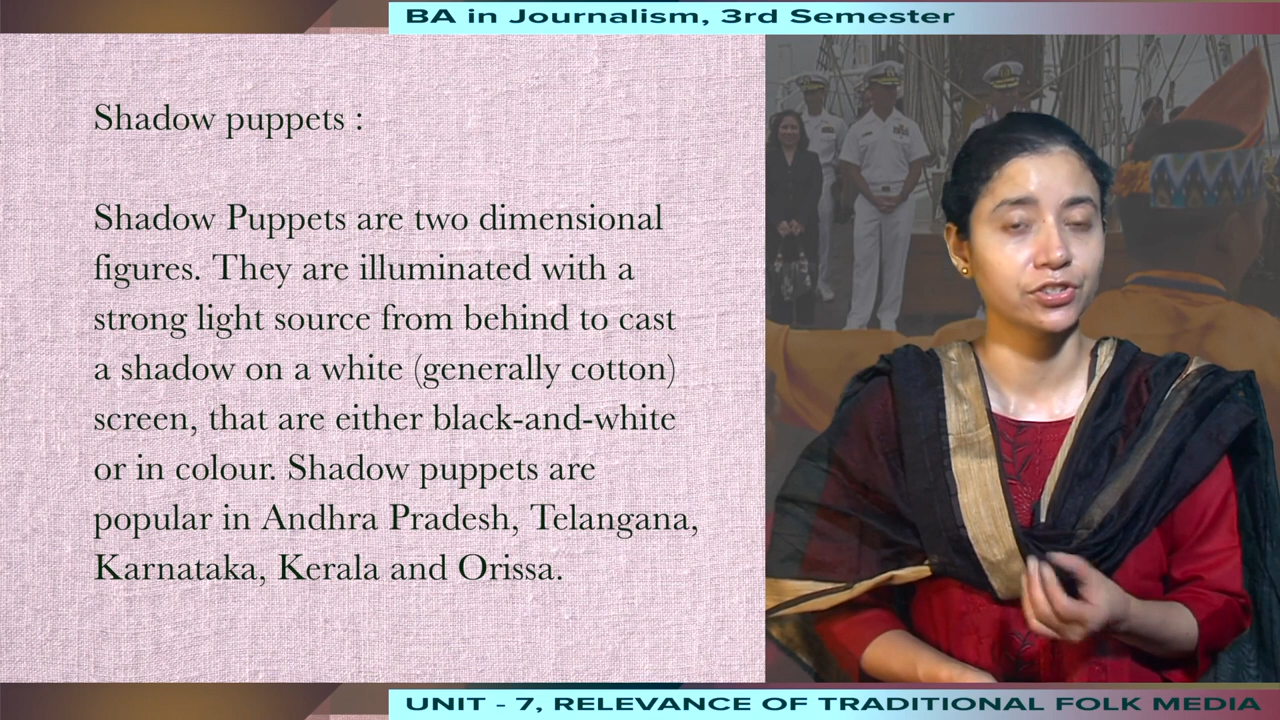 BA in Journalism, 3rd Semester
Shadow puppets :
Shadow Puppets are two dimensional
figures. They are illuminated with a
strong light source from behind to cast
a shadow on a white (generally cotton)
screen, that are either black-and-white
or in colour. Shadow puppets are
popular in Andhra Pradesh, Telangana,
Karnataka, Kerala and Orissa.
UNIT - 7, RELEVANCE OF TRADITIONAL FOLK MEDIA